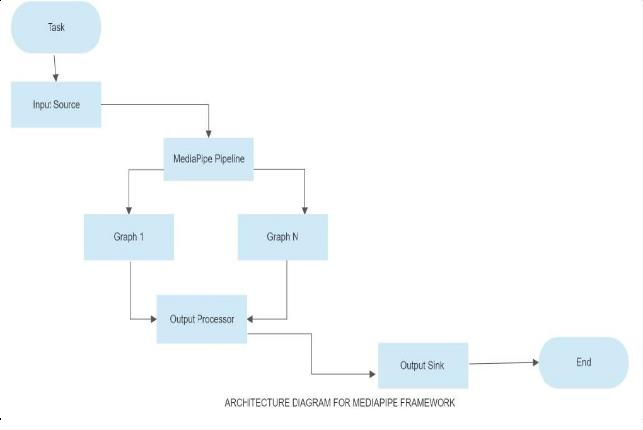 Task
Input Source
MediaPipe Pipeline
Graph 1
Graph N
Output Processor
Output Sink
End
ARCHITECTURE DIAGRAM FOR MEDIAPIPE FRAMEWORK